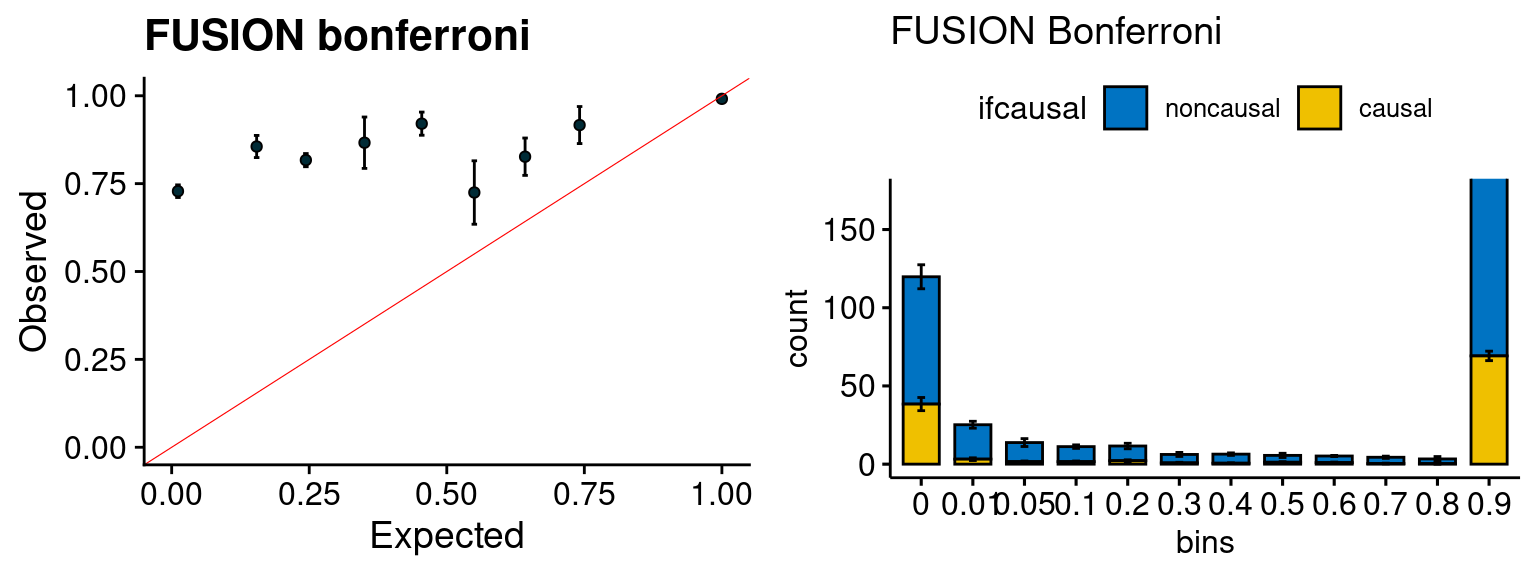 FUSION bonferroni
1.00
0.75
0.50
0.25
0.00
Observed
0.00 0.25 0.50 0.75 1.00
Expected
FUSION Bonferroni
ifcausal noncausal causal
150
100
50
0
count
0 0.01 0.05 0.1 0.2 0.3 0.4 0.5 0.6 0.7 0.8 0.9
bins